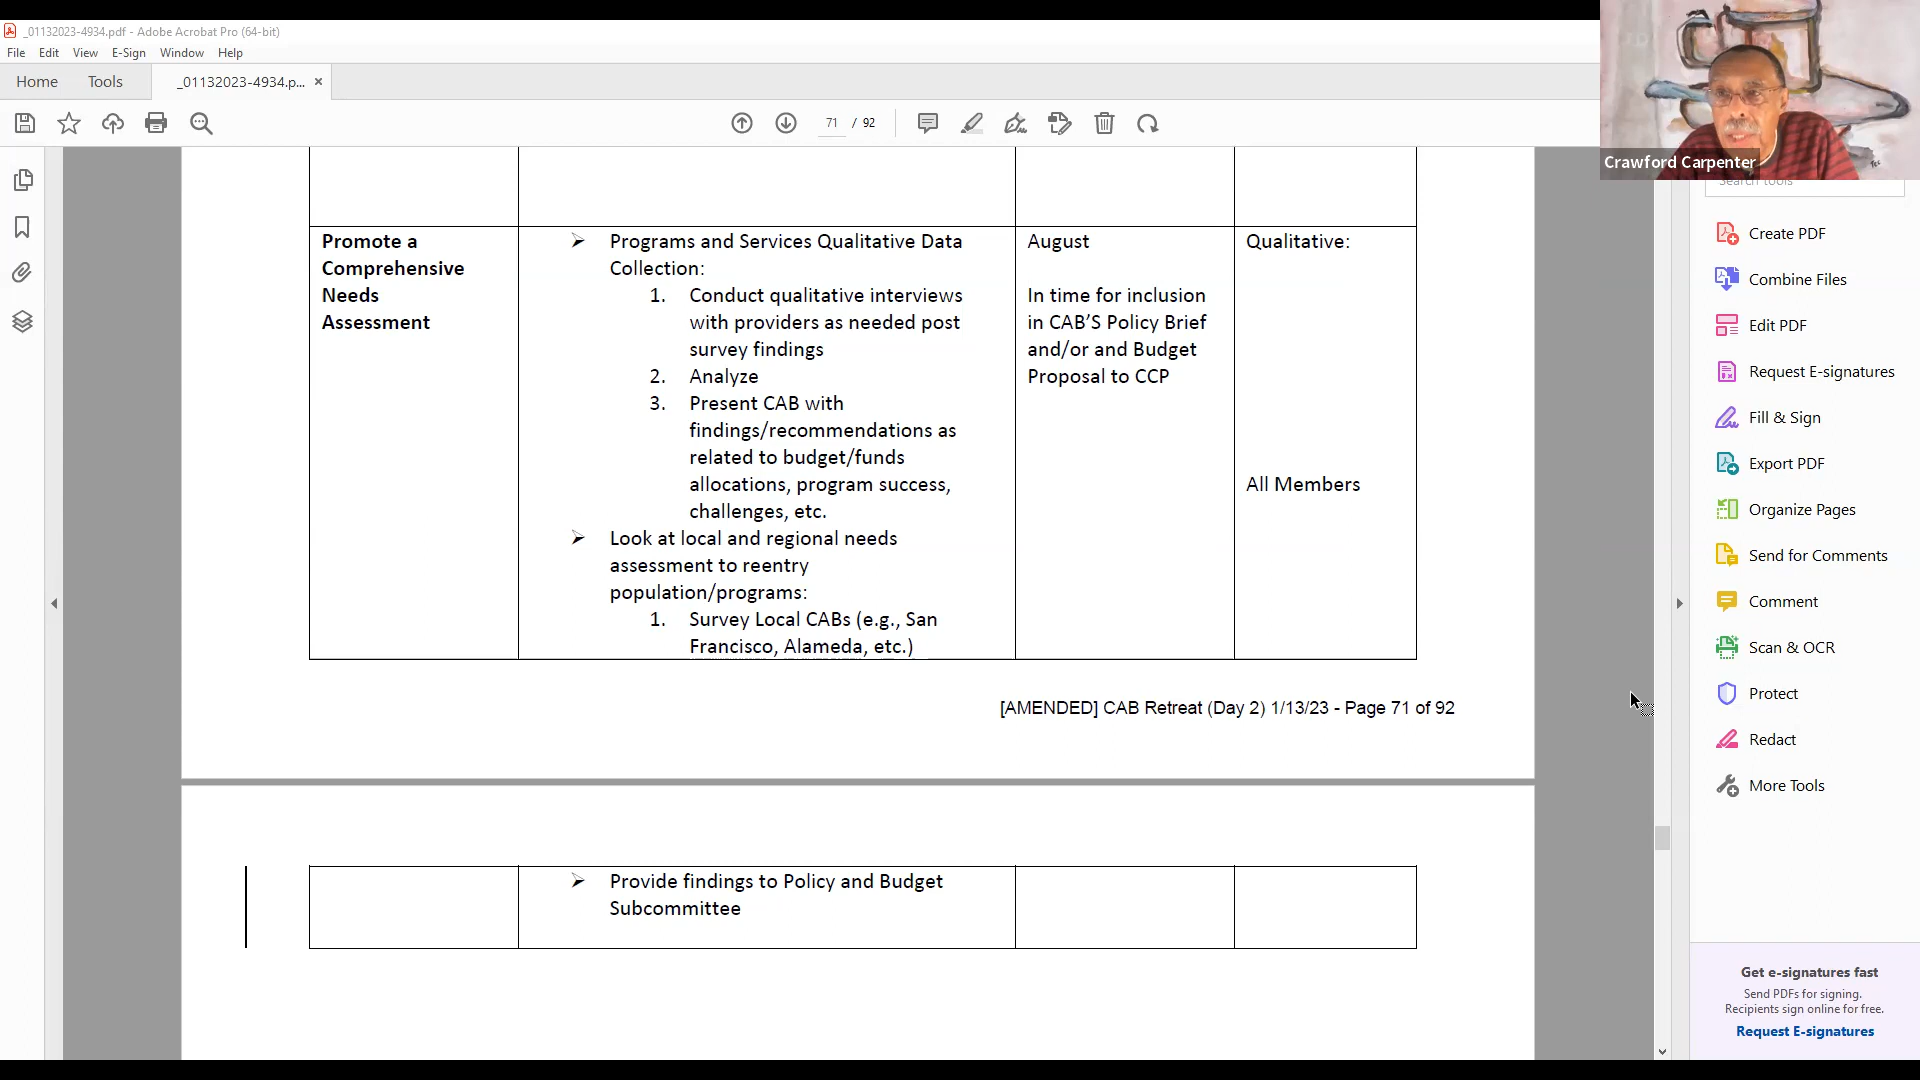 _01132023-4934.pdf - Adobe Acrobat Pro (64-bit)
File Edit View E-Sign Window Help
Home Tools _01132023-4934.p... ×
71 / 92
Crawford Carpenter
Search tools
Promote a
Comprehensive
Needs
Assessment
➢ Programs and Services Qualitative Data
Collection:
1. Conduct qualitative interviews
with providers as needed post
survey findings
2. Analyze
3. Present CAB with
findings/recommendations as
related to budget/funds
allocations, program success,
challenges, etc.
➢ Look at local and regional needs
assessment to reentry
population/programs:
1. Survey Local CABs (e.g., San
Francisco, Alameda, etc.)
August
In time for inclusion
in CAB’S Policy Brief
and/or and Budget
Proposal to CCP
Qualitative:
All Members
[AMENDED] CAB Retreat (Day 2) 1/13/23 - Page 71 of 92
➢ Provide findings to Policy and Budget
Subcommittee
Create PDF
Combine Files
Edit PDF
Request E-signatures
Fill & Sign
Export PDF
Organize Pages
Send for Comments
Comment
Scan & OCR
Protect
Redact
More Tools
Get e-signatures fast
Send PDFs for signing.
Recipients sign online for free.
Request E-signatures